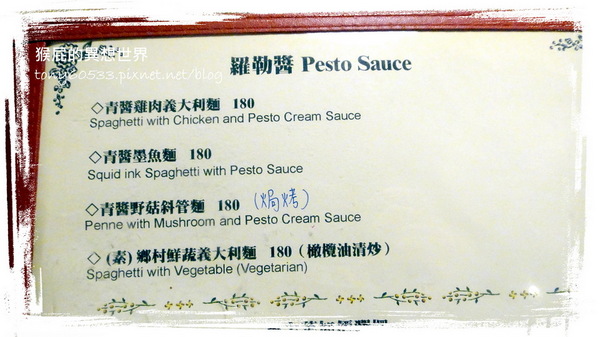 猴屁的異想世界
tomy60533.pixnet.net/blog
羅勒醬 Pesto Sauce
◇青醬雞肉義大利麵 180
Spaghetti with Chicken and Pesto Cream Sauce
◇青醬墨魚麵 180
Squid ink Spaghetti with Pesto Sauce
◇青醬野菇斜管麵 180 (焗烤)
Penne with Mushroom and Pesto Cream Sauce
◇(素) 鄉村鮮蔬義大利麵 180 (橄欖油清炒)
Spaghetti with Vegetable (Vegetarian)